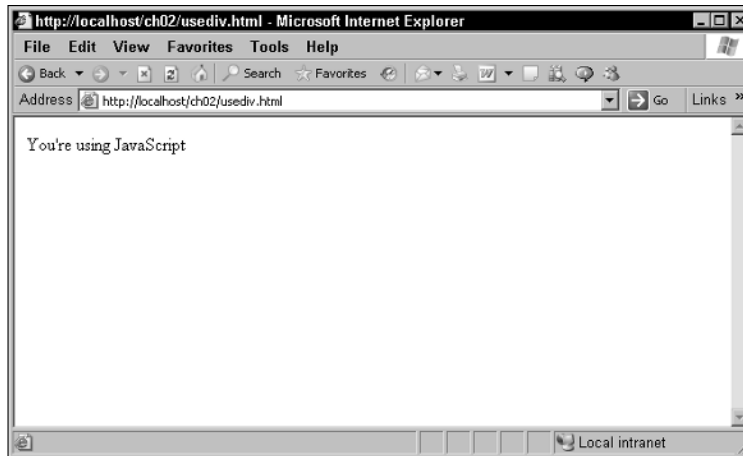 http://localhost/ch02/usediv.html - Microsoft Internet Explorer
File Edit View Favorites Tools Help
Back Search Favorites
Address http://localhost/ch02/usediv.html Go Links »
You're using JavaScript
Local intranet